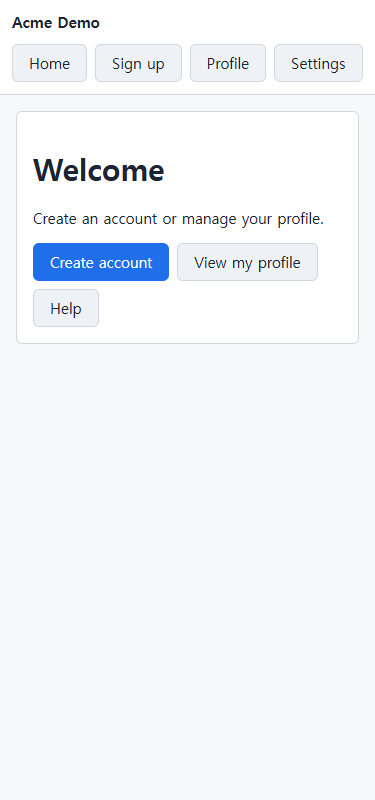 Acme Demo
Home Sign up Profile Settings
Welcome
Create an account or manage your profile.
Create account View my profile
Help